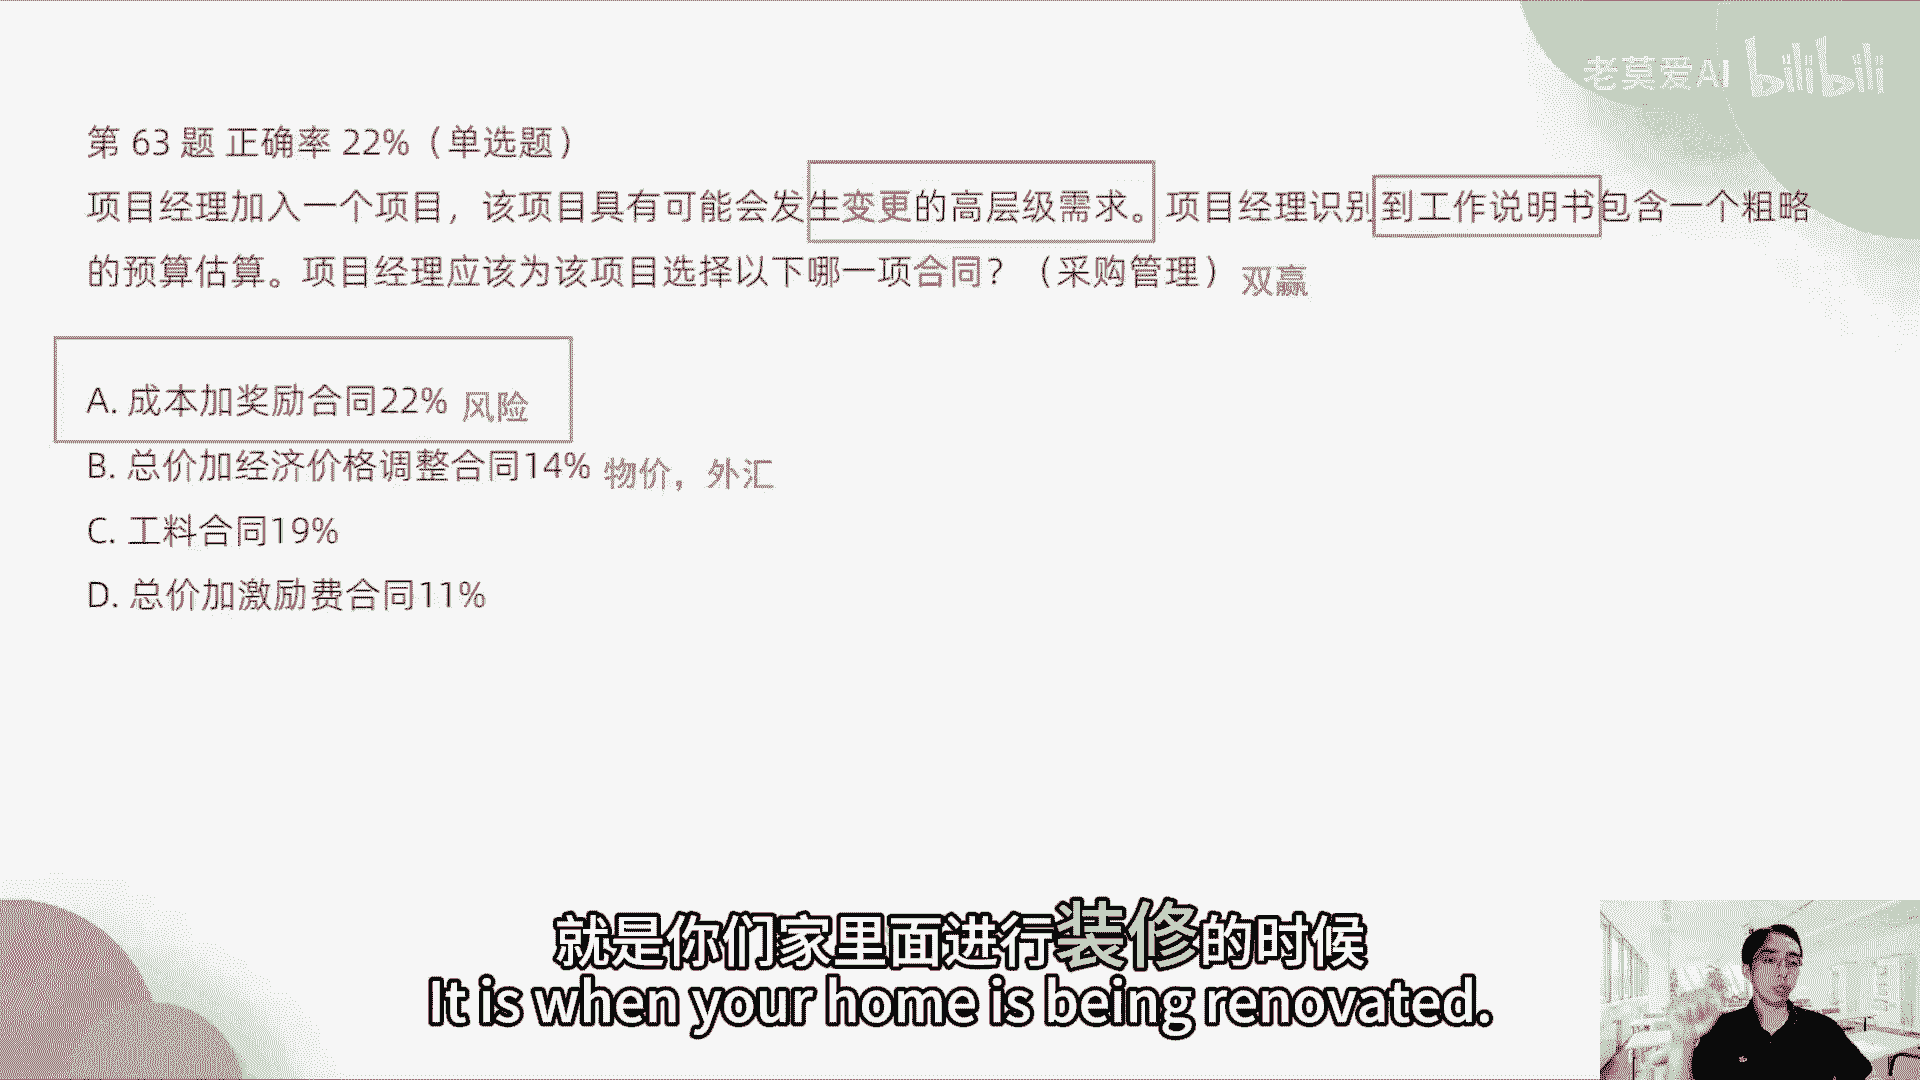 老莫爱AI bilibili
第 63 题 正确率 22%（单选题）
项目经理加入一个项目，该项目具有可能会发生变更的高层级需求。项目经理识别到工作说明书包含一个粗略
的预算估算。项目经理应该为该项目选择以下哪一项合同？（采购管理）双赢
A. 成本加奖励合同22% 风险
B. 总价加经济价格调整合同14% 物价，外汇
C. 工料合同19%
D. 总价加激励费合同11%
就是你们家里面进行装修的时候
It is when your home is being renovated.